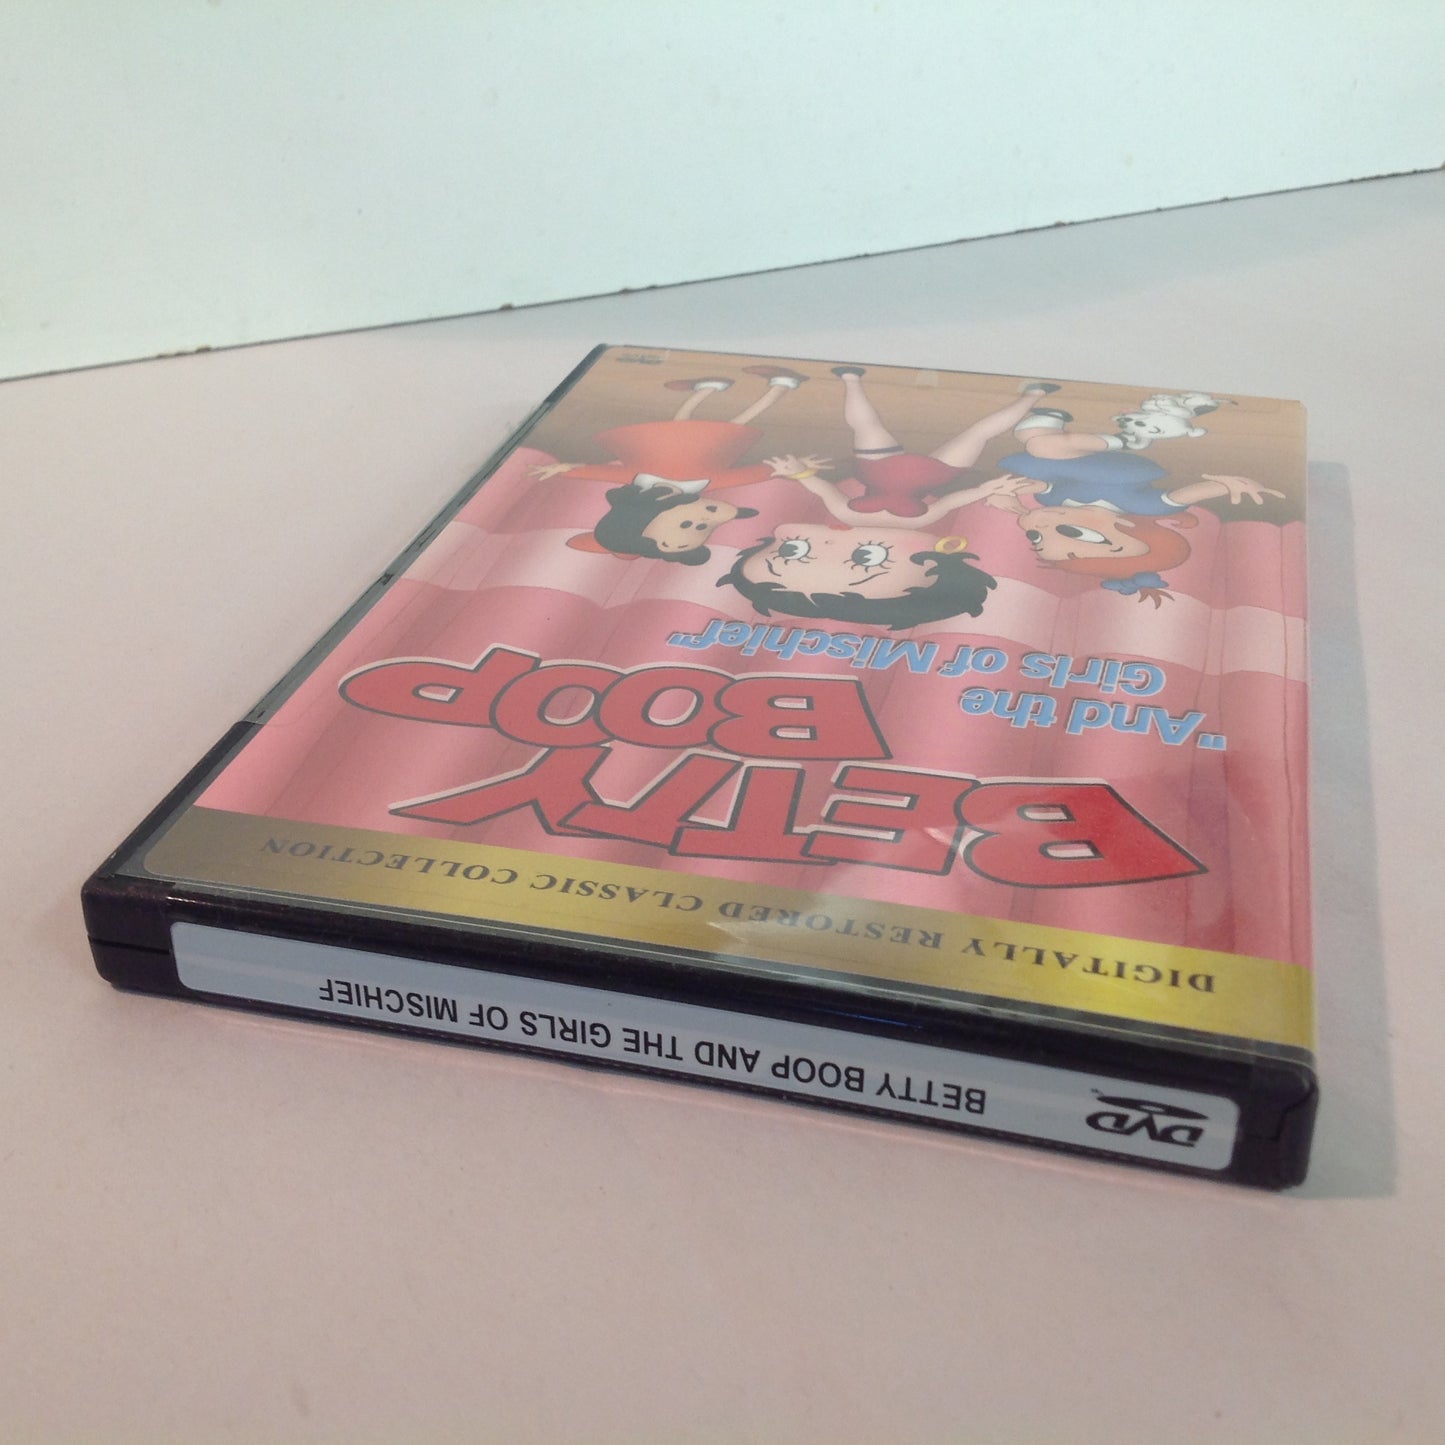 DIGITALLY RESTORED CLASSIC COLLECTION
BETTY
BOOP
"And the
Girls of Mischief"
DVD
BETTY BOOP AND THE GIRLS OF MISCHIEF